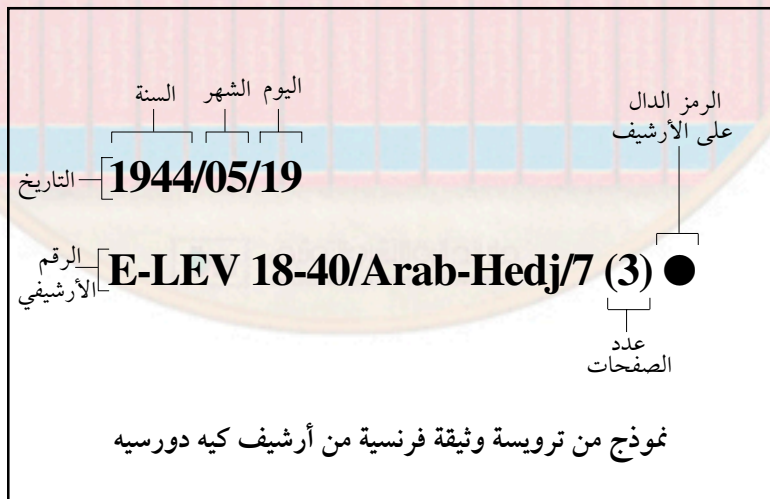 الرمز الدال
على الأرشيف
اليوم الشهر السنة
1944/05/19
التاريخ
E-LEV 18-40/Arab-Hedj/7 (3) ●
الرقم
الأرشيفي
عدد
الصفحات
نموذج من ترويسة وثيقة فرنسية من أرشيف كيه دورسيه